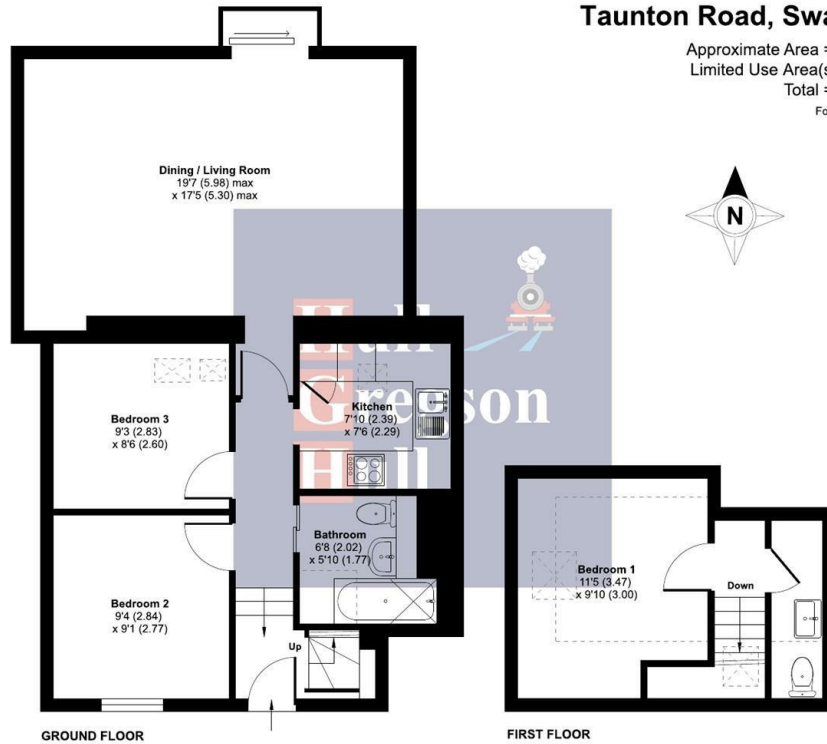 Taunton Road, Swa
Approximate Area =
Limited Use Area(s
Total =
Fo
N
Dining / Living Room
19'7 (5.98) max
x 17'5 (5.30) max
Hall
Gregson
Hall
Bedroom 3
9'3 (2.83)
x 8'6 (2.60)
Kitchen
7'10 (2.39)
x 7'6 (2.29)
Bathroom
6'8 (2.02)
x 5'10 (1.77)
Bedroom 2
9'4 (2.84)
x 9'1 (2.77)
Up
Bedroom 1
11'5 (3.47)
x 9'10 (3.00)
Down
GROUND FLOOR
FIRST FLOOR